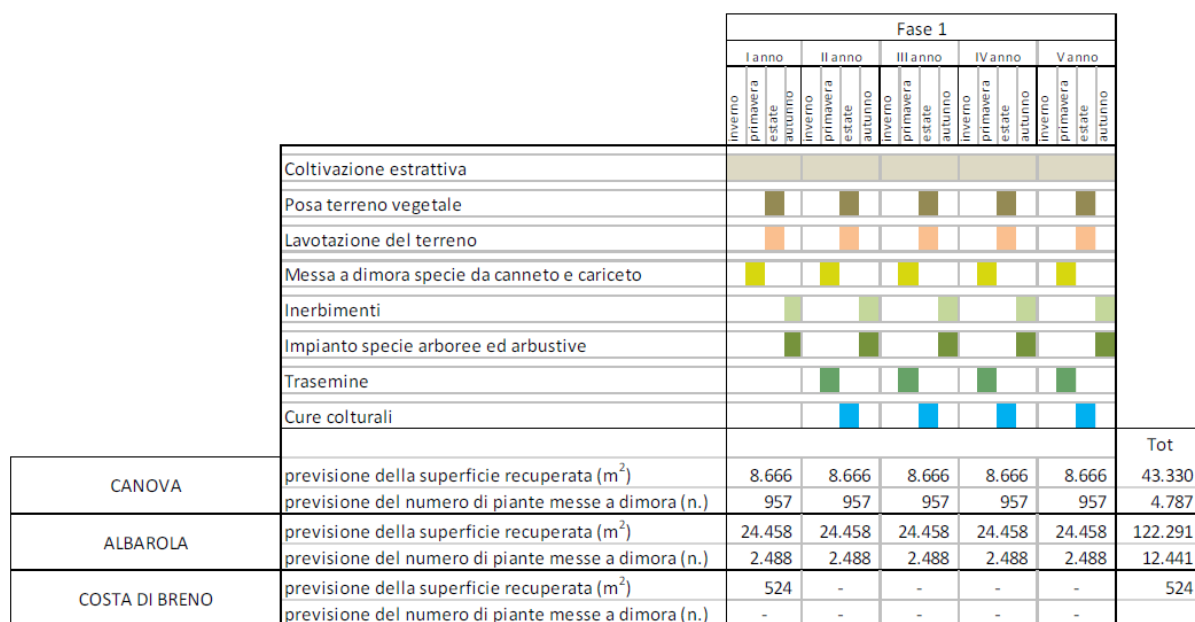 Fase 1
I anno II anno III anno IV anno V anno
inverno primavera estate autunno inverno primavera estate autunno inverno primavera estate autunno inverno primavera estate autunno inverno primavera estate autunno
Coltivazione estrattiva
Posa terreno vegetale
Lavotazione del terreno
Messa a dimora specie da canneto e cariceto
Inerbimenti
Impianto specie arboree ed arbustive
Trasemine
Cure colturali
Tot
CANOVA
previsione della superficie recuperata (m²) 8.666 8.666 8.666 8.666 8.666 43.330
previsione del numero di piante messe a dimora (n.) 957 957 957 957 957 4.787
ALBAROLA
previsione della superficie recuperata (m²) 24.458 24.458 24.458 24.458 24.458 122.291
previsione del numero di piante messe a dimora (n.) 2.488 2.488 2.488 2.488 2.488 12.441
COSTA DI BRENO
previsione della superficie recuperata (m²) 524 - - - - 524
previsione del numero di piante messe a dimora (n.) - - - - -